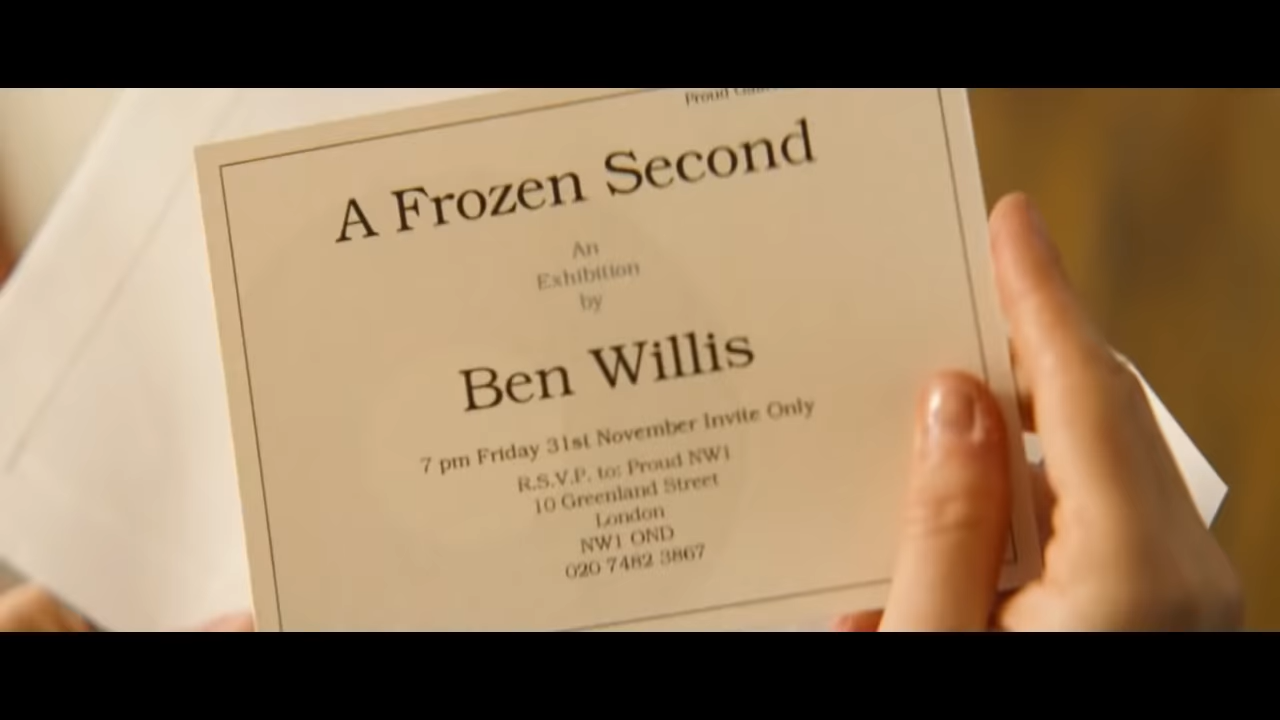 Proud
A Frozen Second
An
Exhibition
by
Ben Willis
7 pm Friday 31st November Invite Only
R.S.V.P. to: Proud NW1
10 Greenland Street
London
NW1 OND
020 7482 3867